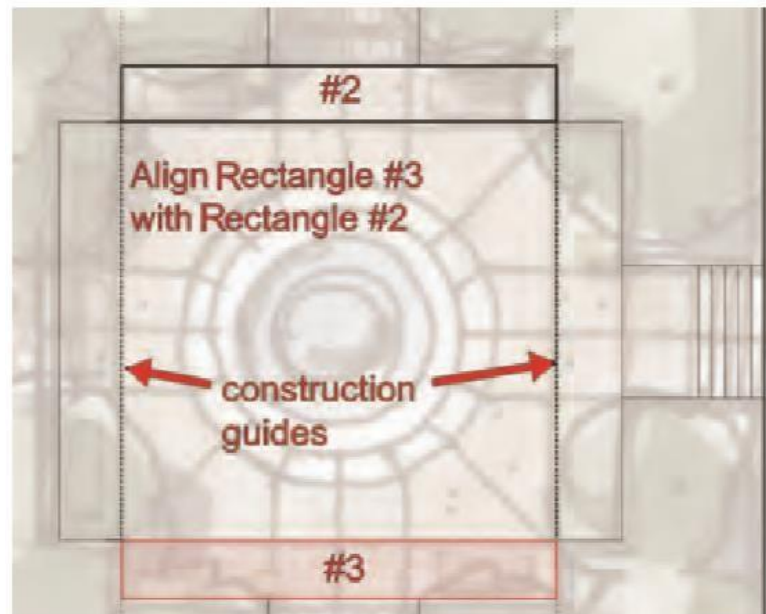 #2
Align Rectangle #3
with Rectangle #2
construction
guides
#3